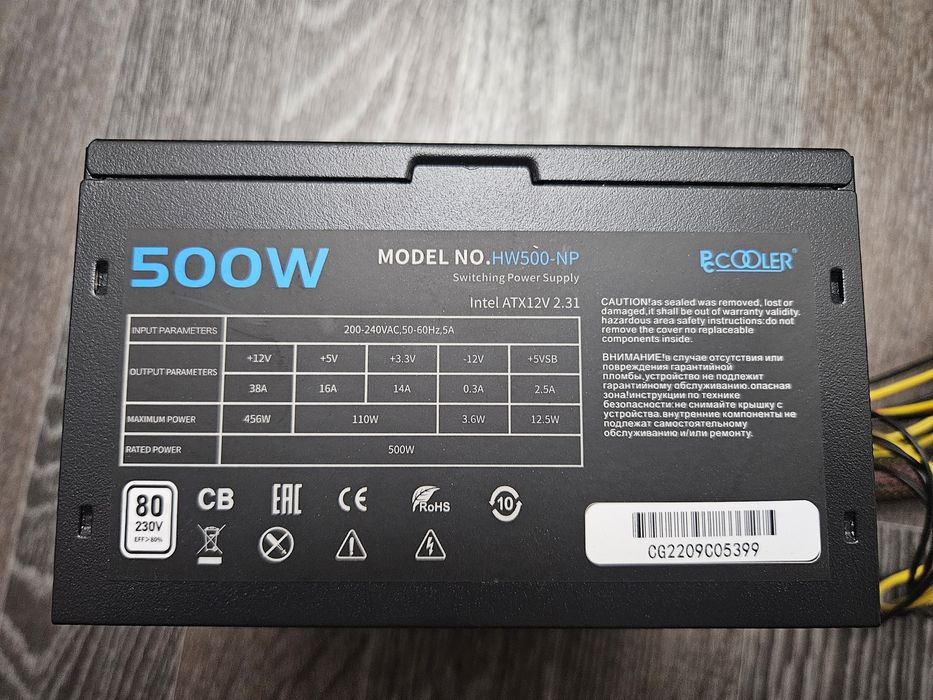 500W
MODEL NO.HW500-NP
Switching Power Supply
Intel ATX12V 2.31
PCCOOLER®
INPUT PARAMETERS 200-240VAC,50-60Hz,5A
OUTPUT PARAMETERS +12V +5V +3.3V -12V +5VSB
38A 16A 14A 0.3A 2.5A
MAXIMUM POWER 456W 110W 3.6W 12.5W
RATED POWER 500W
CAUTION!as sealed was removed, lost or
damaged,it shall be out of warranty validity.
hazardous area safety instructions:do not
remove the cover no replaceable
components inside.
ВНИМАНИЕ!в случае отсутствия или
повреждения гарантийной
пломбы,устройство не подлежит
гарантийному обслуживанию.опасная
зона!инструкции по технике
безопасности:не снимайте крышку с
устройства.внутренние компоненты не
подлежат самостоятельному
обслуживанию и/или ремонту.
80
230V
EFF>80%
CB
EAC
CE
RoHS
10
CG2209C05399